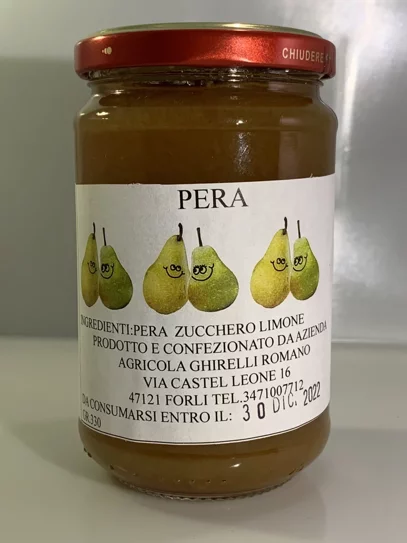 CHIUDERE
PERA
INGREDIENTI:PERA ZUCCHERO LIMONE
PRODOTTO E CONFEZIONATO DA AZIENDA
AGRICOLA GHIRELLI ROMANO
VIA CASTEL LEONE 16
47121 FORLI TEL.3471007712
DA CONSUMARSI ENTRO IL: 30 DIC. 2022
GR.330